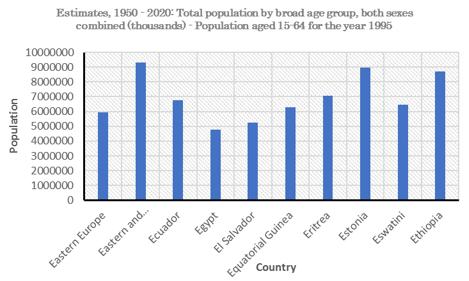 Estimates, 1950 - 2020: Total population by broad age group, both sexes
combined (thousands) - Population aged 15-64 for the year 1995
10000000
9000000
8000000
7000000
6000000
5000000
4000000
3000000
2000000
1000000
0
Population
Eastern Europe
Eastern and...
Ecuador
Egypt
El Salvador
Equatorial Guinea
Eritrea
Estonia
Eswatini
Ethiopia
Country